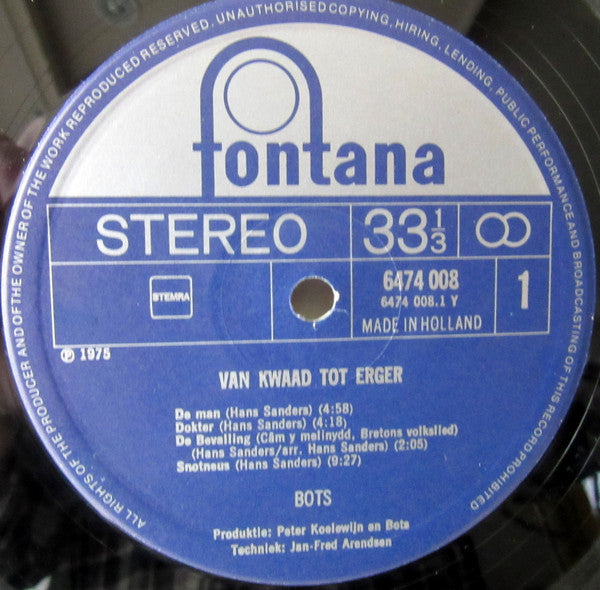 ALL RIGHTS OF THE PRODUCER AND OF THE OWNER OF THE WORK REPRODUCED RESERVED. UNAUTHORISED COPYING, HIRING, LENDING, PUBLIC PERFORMANCE AND BROADCASTING OF THIS RECORD PROHIBITED
fontana
STEREO 33 1/3
STEMRA 6474 008 1
6474 008.1 Y
MADE IN HOLLAND
Ⓟ 1975
VAN KWAAD TOT ERGER
De man (Hans Sanders) (4:58)
Dokter (Hans Sanders) (4:18)
De Bevalling (Câm y melinydd, Bretons volkslied)
(Hans Sanders/arr. Hans Sanders) (2:05)
Snotneus (Hans Sanders) (9:27)
BOTS
Produktie: Peter Koelewijn en Bots
Techniek: Jan-Fred Arendsen